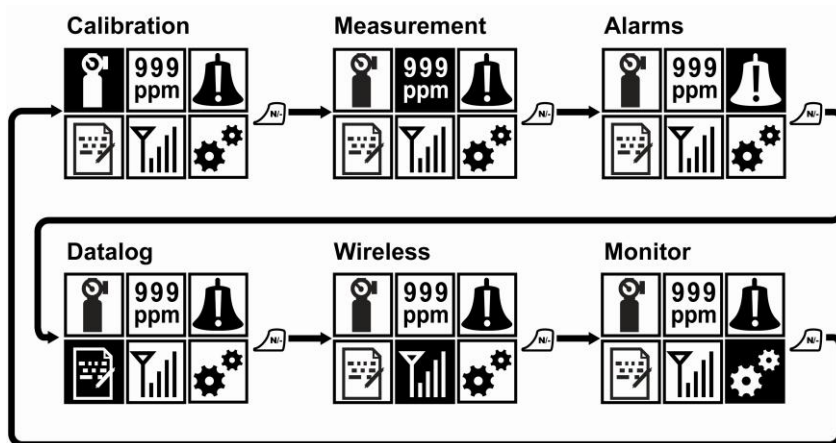 Calibration Measurement Alarms
999 999 999
ppm ppm ppm
N/- N/- N/-
Datalog Wireless Monitor
999 999 999
ppm ppm ppm
N/- N/- N/-